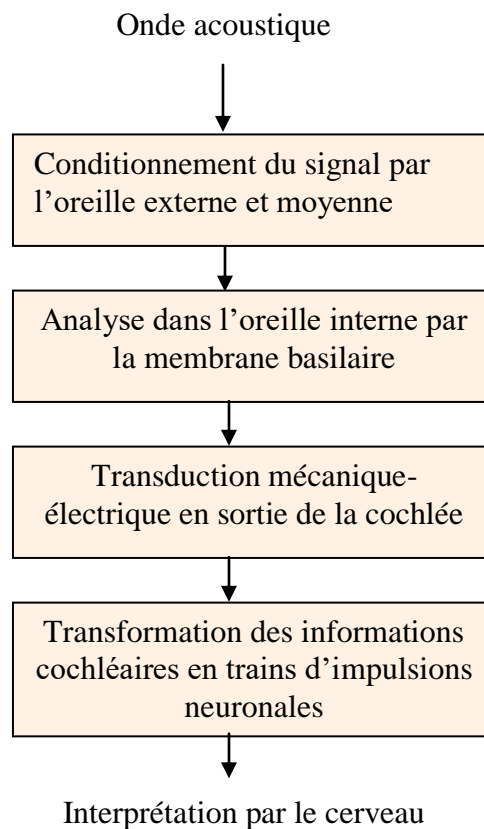 Onde acoustique
Conditionnement du signal par
l’oreille externe et moyenne
Analyse dans l’oreille interne par
la membrane basilaire
Transduction mécanique-
électrique en sortie de la cochlée
Transformation des informations
cochléaires en trains d’impulsions
neuronales
Interprétation par le cerveau